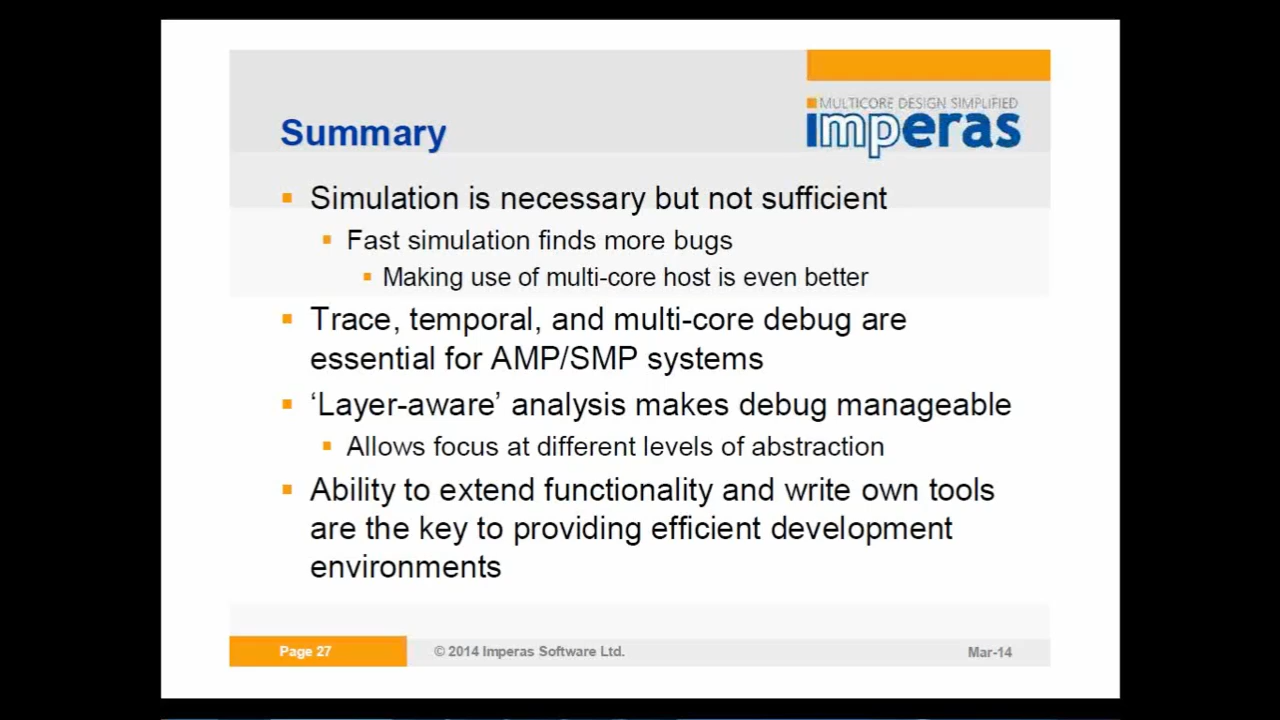 MULTICORE DESIGN SIMPLIFIED
imperas
Summary
Simulation is necessary but not sufficient
Fast simulation finds more bugs
Making use of multi-core host is even better
Trace, temporal, and multi-core debug are
essential for AMP/SMP systems
‘Layer-aware’ analysis makes debug manageable
Allows focus at different levels of abstraction
Ability to extend functionality and write own tools
are the key to providing efficient development
environments
Page 27
© 2014 Imperas Software Ltd.
Mar-14